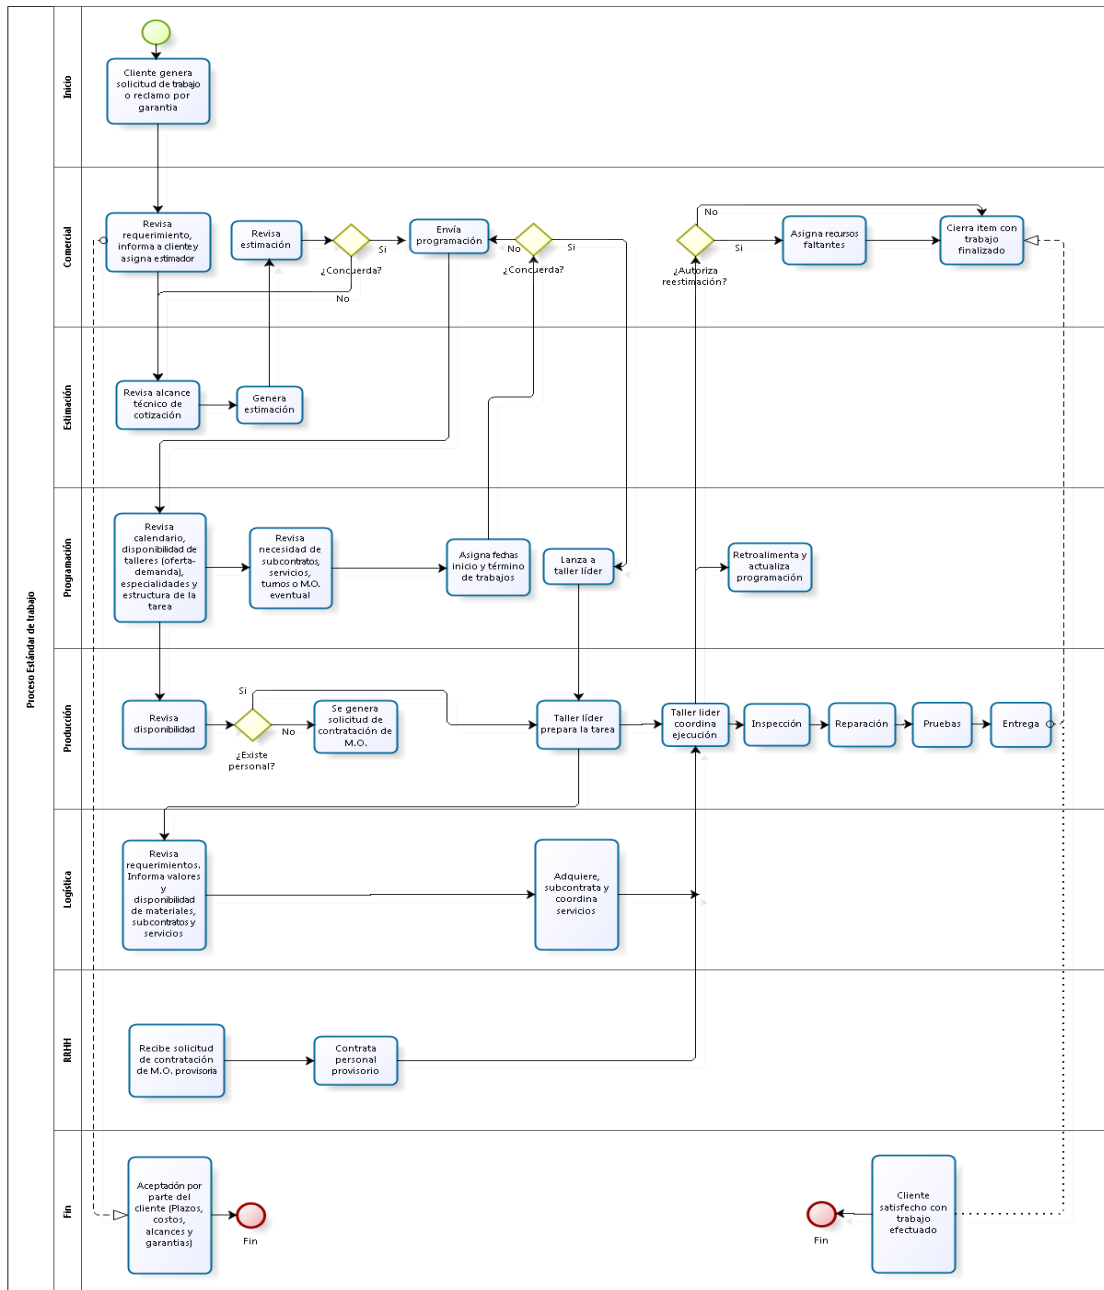 Proceso Estándar de trabajo
Inicio
Cliente genera
solicitud de trabajo
o reclamo por
garantia
Comercial
Revisa
requerimiento,
informa a cliente y
asigna estimador
Revisa
estimación
¿Concuerda?
Si
No
Envía
programación
No
¿Concuerda?
Si
¿Autoriza
reestimación?
No
Si
Asigna recursos
faltantes
Cierra item con
trabajo
finalizado
Estimación
Revisa alcance
técnico de
cotización
Genera
estimación
Programación
Revisa
calendario,
disponibilidad de
talleres (oferta-
demanda),
especialidades y
estructura de la
tarea
Revisa
necesidad de
subcontratos,
servicios,
turnos o M.O.
eventual
Asigna fechas
inicio y término
de trabajos
Lanza a
taller líder
Retroalimenta y
actualiza
programación
Producción
Revisa
disponibilidad
Si
No
¿Existe
personal?
Se genera
solicitud de
contratación de
M.O.
Taller líder
prepara la tarea
Taller lider
coordina
ejecución
Inspección
Reparación
Pruebas
Entrega
Logística
Revisa
requerimientos.
Informa valores
y
disponibilidad
de materiales,
subcontratos y
servicios
Adquiere,
subcontrata y
coordina
servicios
RRHH
Recibe solicitud
de contratación
de M.O. provisoria
Contrata
personal
provisorio
Fin
Aceptación por
parte del
cliente (Plazos,
costos,
alcances y
garantias)
Fin
Fin
Cliente
satisfecho con
trabajo
efectuado